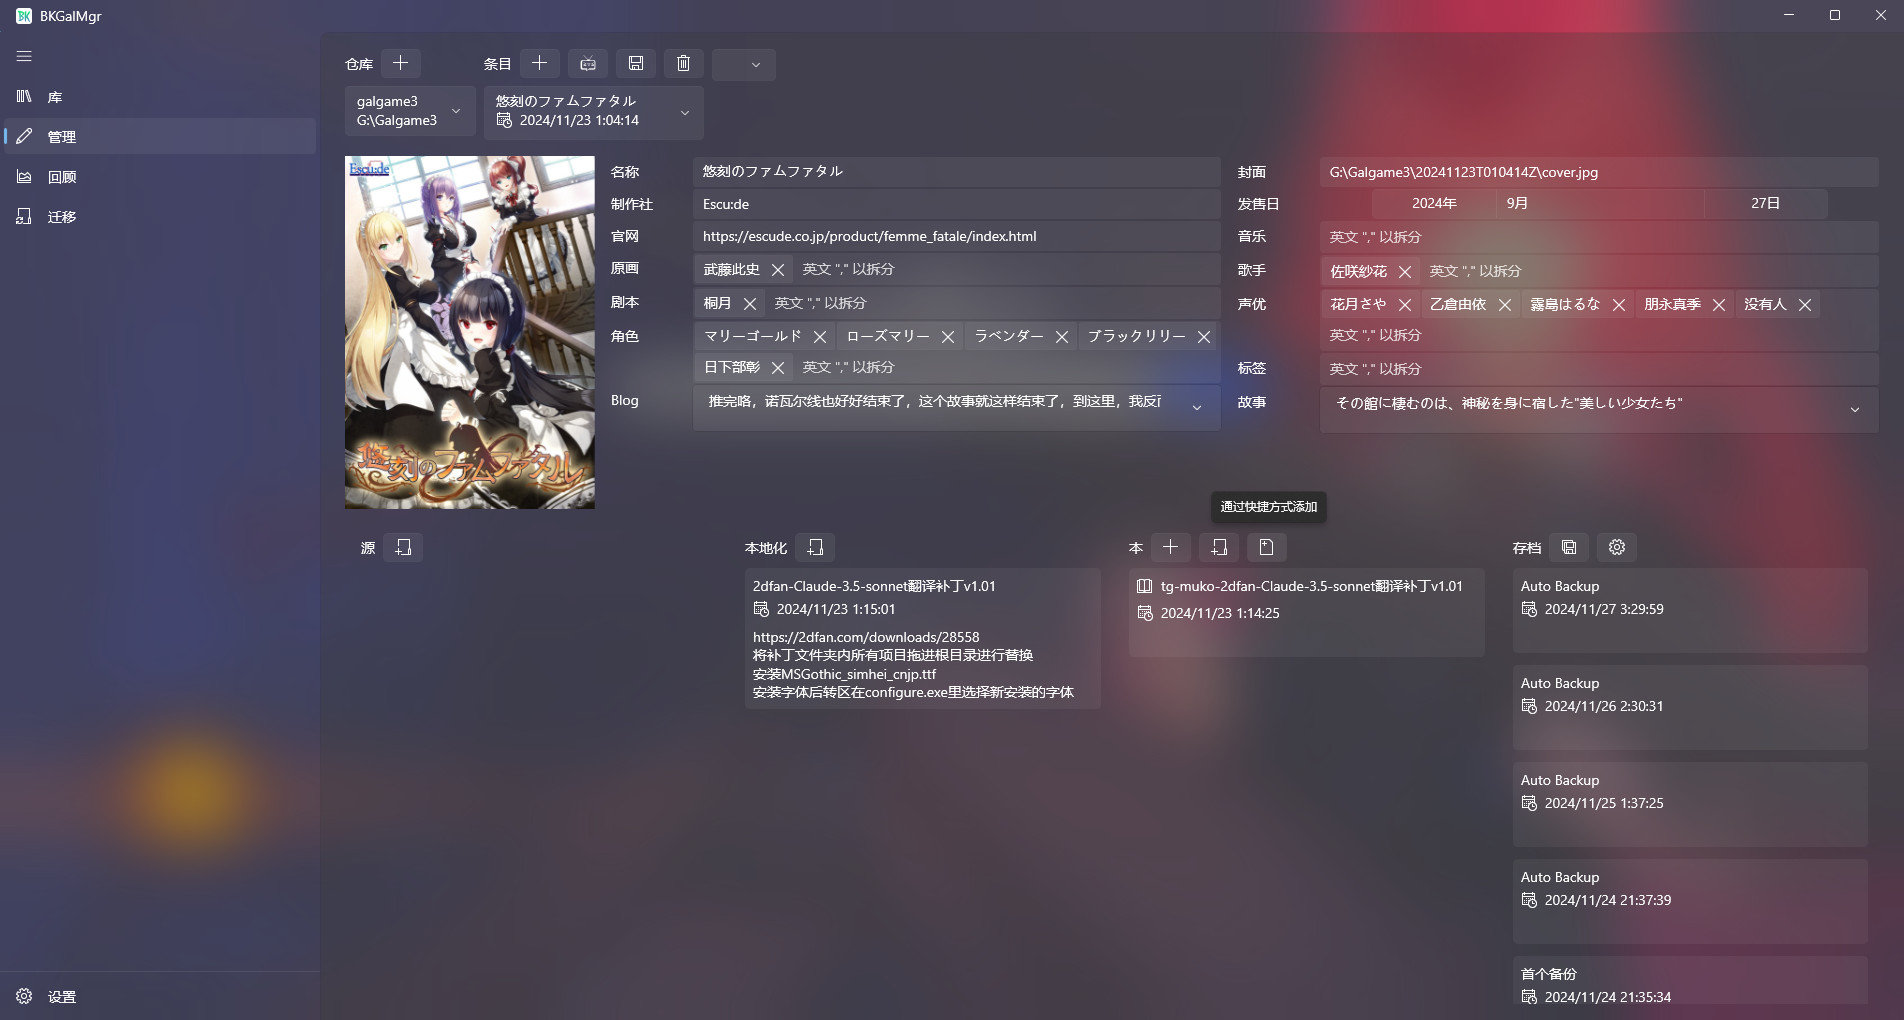 BKGalMgr
库
管理
回顾
迁移
设置
仓库
条目
galgame3
G:\Galgame3
悠刻のファムファタル
2024/11/23 1:04:14
Escu:de
悠刻のファムファタル
名称
悠刻のファムファタル
制作社
Escu:de
官网
https://escude.co.jp/product/femme_fatale/index.html
原画
武藤此史 英文 "," 以拆分
剧本
桐月 英文 "," 以拆分
角色
マリーゴールド ローズマリー ラベンダー ブラックリリー
日下部彰 英文 "," 以拆分
Blog
推完咯，诺瓦尔线也好好结束了，这个故事就这样结束了，到这里，我反
封面
G:\Galgame3\20241123T010414Z\cover.jpg
发售日
2024年 9月 27日
音乐
英文 "," 以拆分
歌手
佐咲紗花 英文 "," 以拆分
声优
花月さや 乙倉由依 霧島はるな 朋永真季 没有人
英文 "," 以拆分
标签
英文 "," 以拆分
故事
その館に棲むのは、神秘を身に宿した"美しい少女たち"
通过快捷方式添加
源
本地化
2dfan-Claude-3.5-sonnet翻译补丁v1.01
2024/11/23 1:15:01
https://2dfan.com/downloads/28558
将补丁文件夹内所有项目拖进根目录进行替换
安装MSGothic_simhei_cnjp.ttf
安装字体后转区在configure.exe里选择新安装的字体
本
tg-muko-2dfan-Claude-3.5-sonnet翻译补丁v1.01
2024/11/23 1:14:25
存档
Auto Backup
2024/11/27 3:29:59
Auto Backup
2024/11/26 2:30:31
Auto Backup
2024/11/25 1:37:25
Auto Backup
2024/11/24 21:37:39
首个备份
2024/11/24 21:35:34